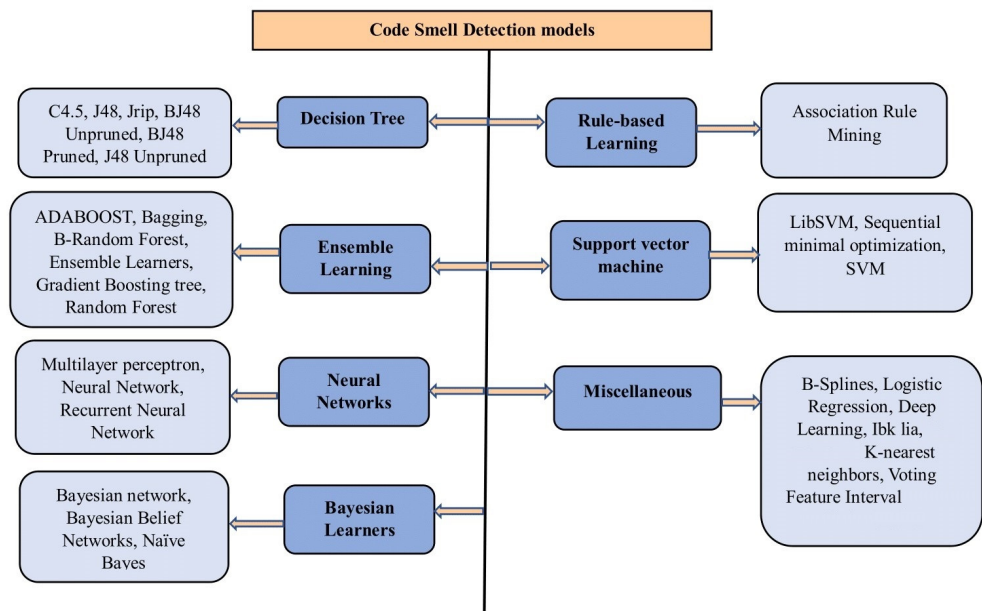 Code Smell Detection models
C4.5, J48, Jrip, BJ48
Unpruned, BJ48
Pruned, J48 Unpruned
Decision Tree
Rule-based
Learning
Association Rule
Mining
ADABOOST, Bagging,
B-Random Forest,
Ensemble Learners,
Gradient Boosting tree,
Random Forest
Ensemble
Learning
Support vector
machine
LibSVM, Sequential
minimal optimization,
SVM
Multilayer perceptron,
Neural Network,
Recurrent Neural
Network
Neural
Networks
Miscellaneous
B-Splines, Logistic
Regression, Deep
Learning, Ibk lia,
K-nearest
neighbors, Voting
Feature Interval
Bayesian network,
Bayesian Belief
Networks, Naïve
Bayes
Bayesian
Learners